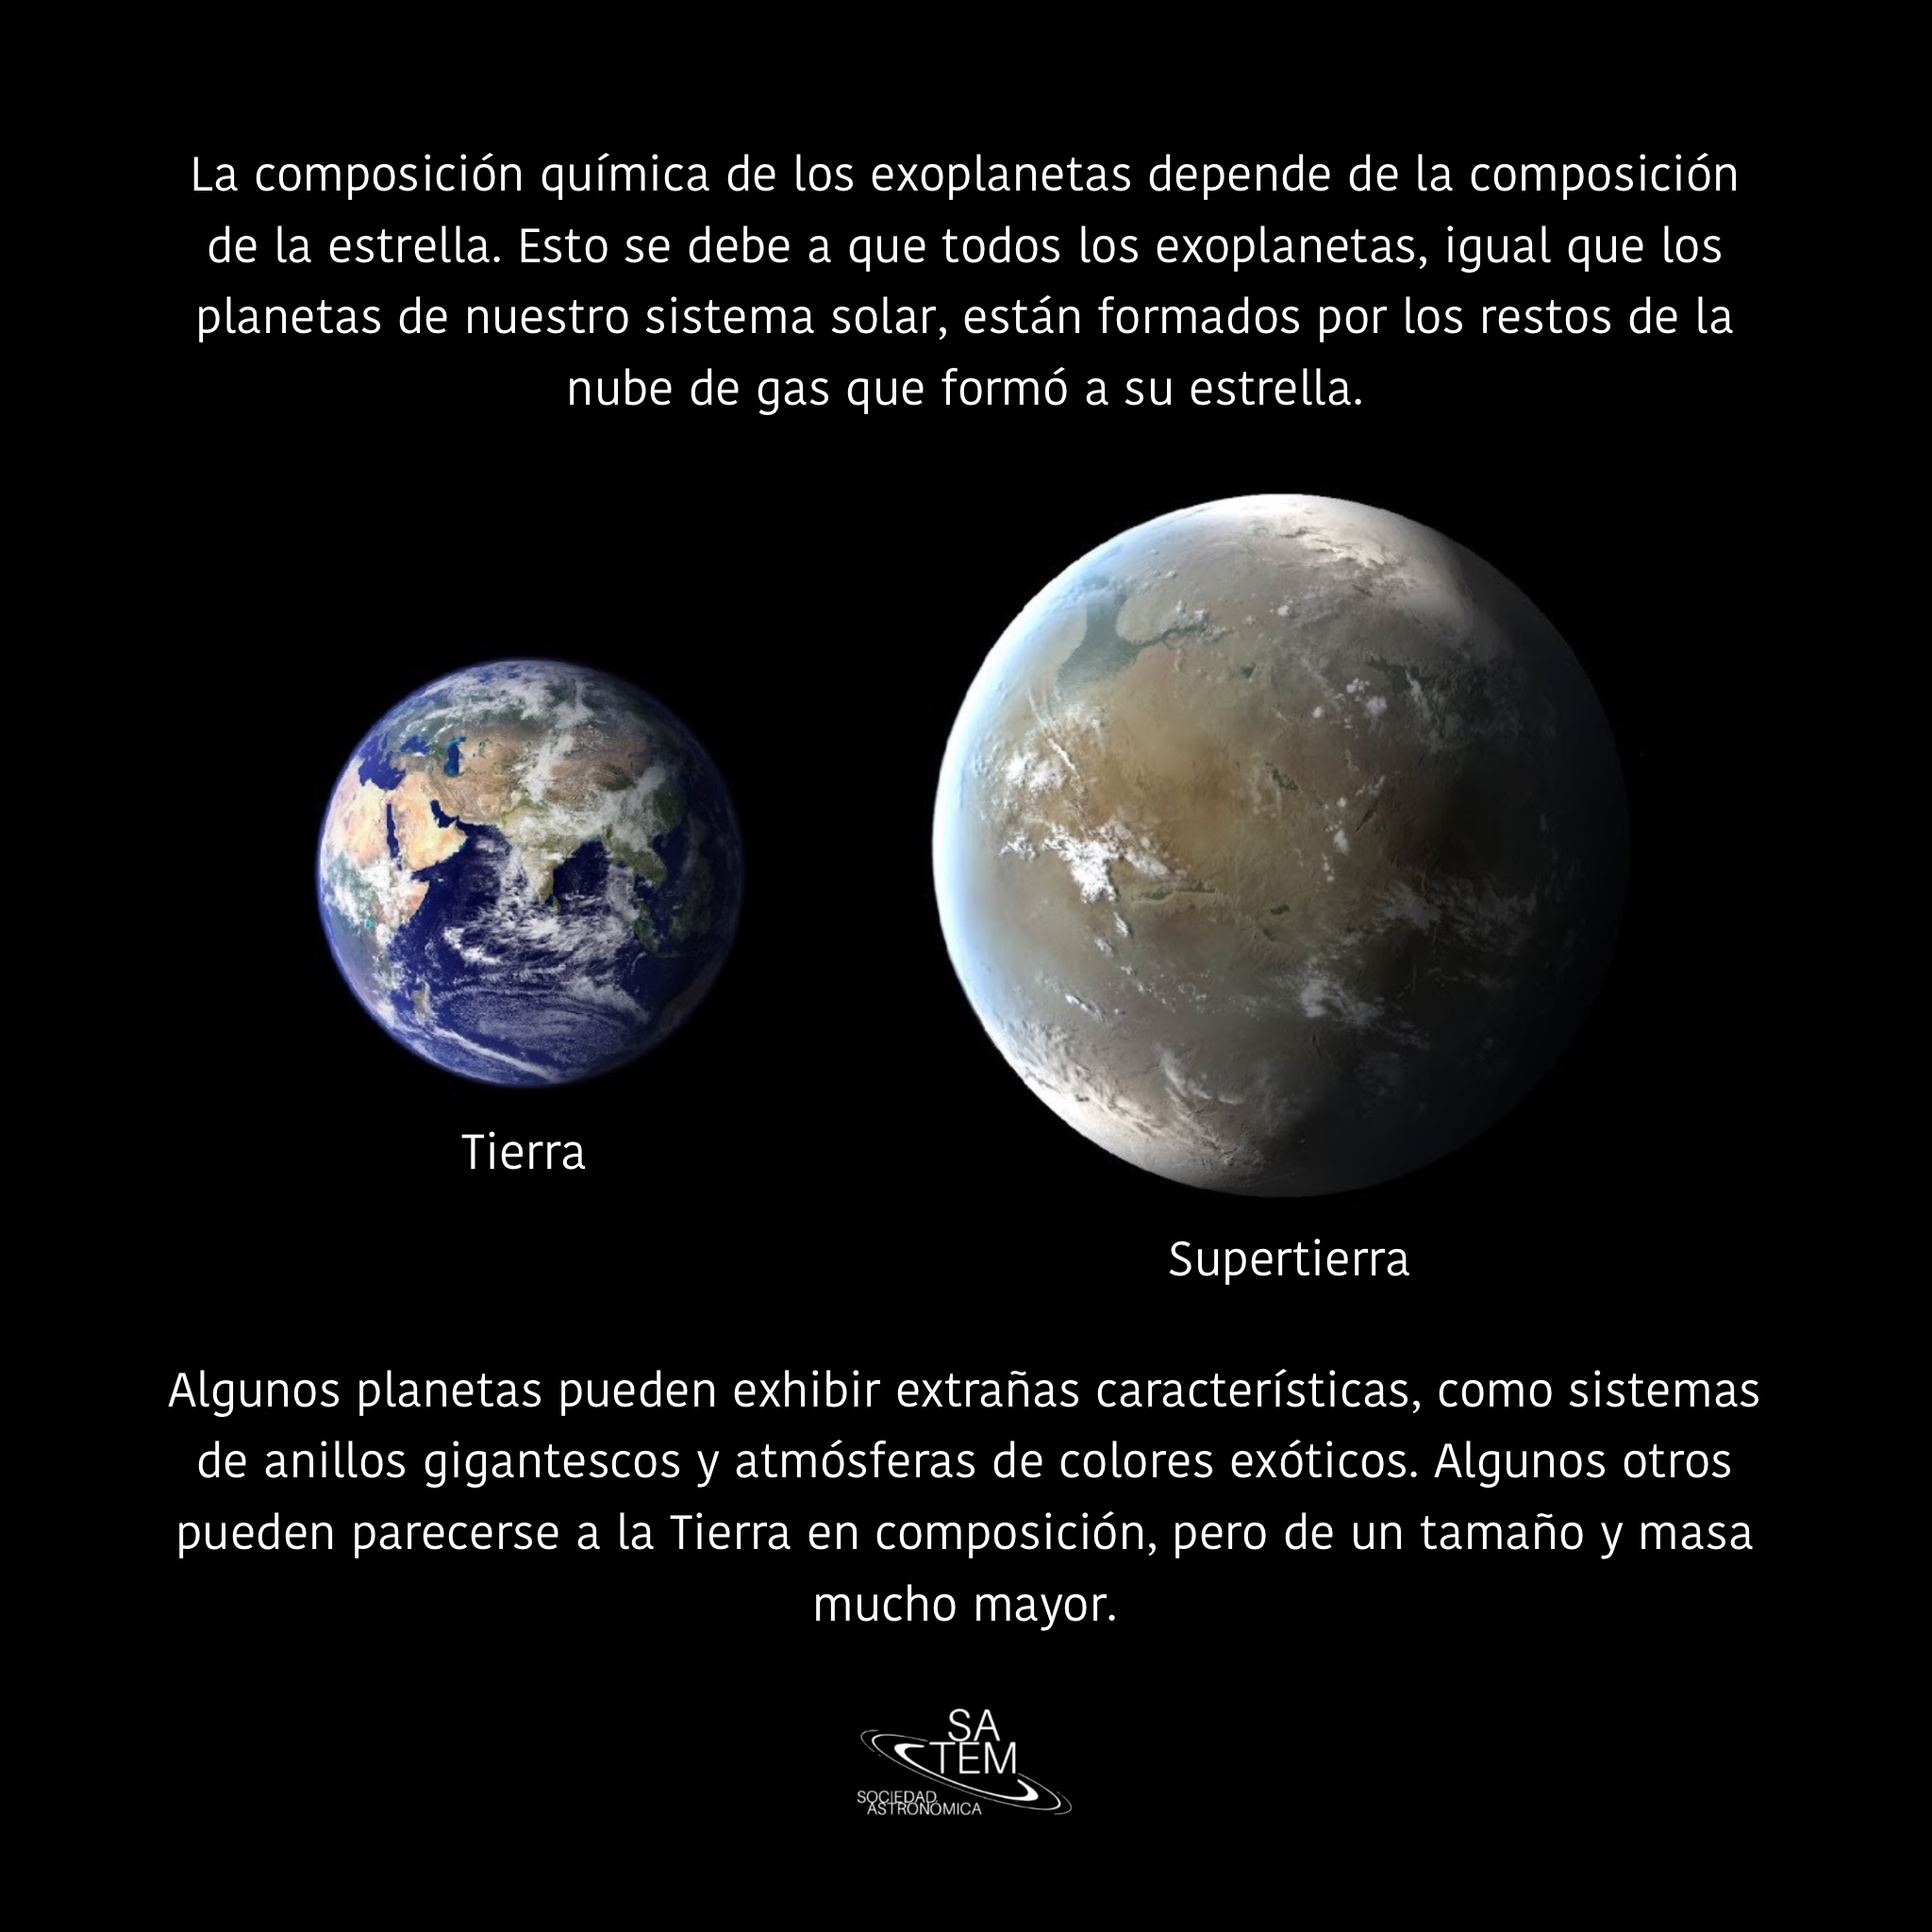 La composición química de los exoplanetas depende de la composición
de la estrella. Esto se debe a que todos los exoplanetas, igual que los
planetas de nuestro sistema solar, están formados por los restos de la
nube de gas que formó a su estrella.
Tierra
Supertierra
Algunos planetas pueden exhibir extrañas características, como sistemas
de anillos gigantescos y atmósferas de colores exóticos. Algunos otros
pueden parecerse a la Tierra en composición, pero de un tamaño y masa
mucho mayor.
SA
TEM
SOCIEDAD
ASTRONÓMICA